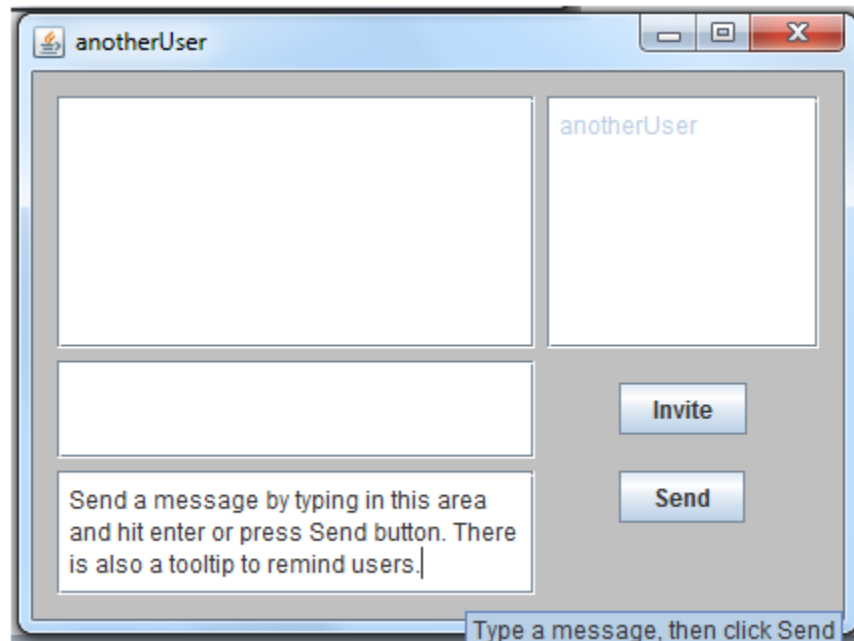 anotherUser
anotherUser
Invite
Send a message by typing in this area
and hit enter or press Send button. There
is also a tooltip to remind users.
Send
Type a message, then click Send